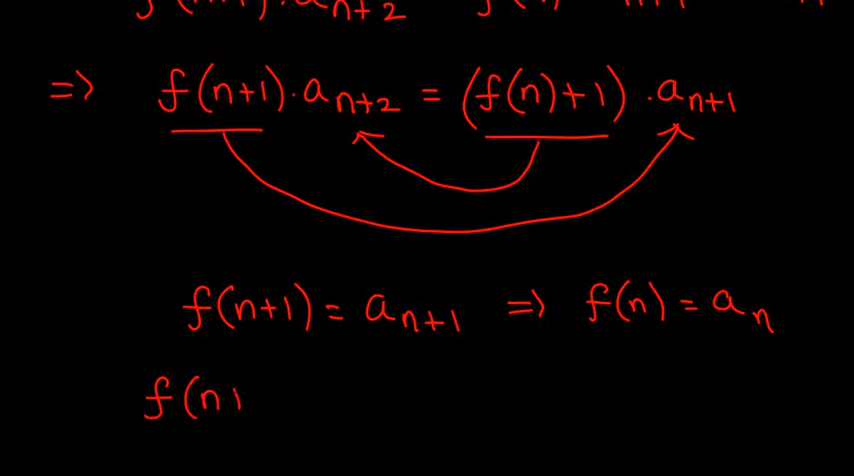 => f(n+1).a_{n+2} = (f(n)+1).a_{n+1}
f(n+1) = a_{n+1} => f(n) = a_n
f(n)